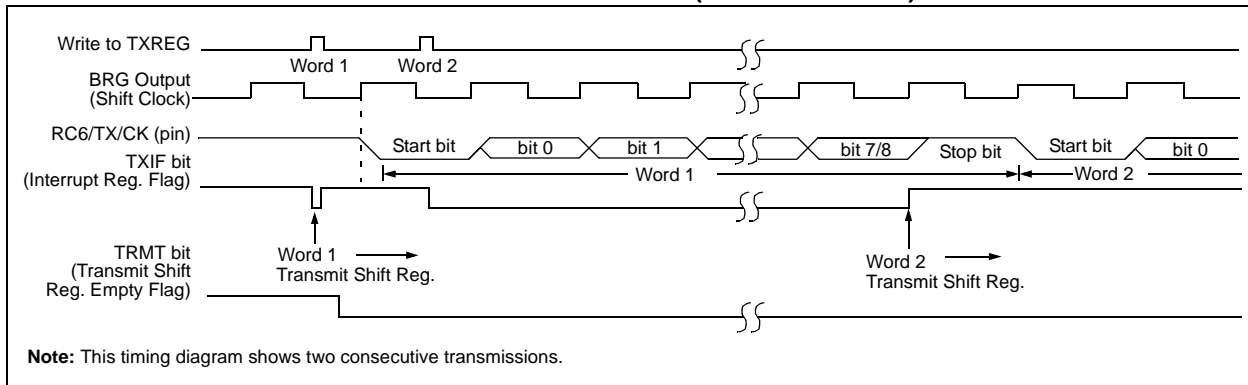 Write to TXREG
Word 1
Word 2
BRG Output
(Shift Clock)
RC6/TX/CK (pin)
Start bit
bit 0
bit 1
bit 7/8
Stop bit
Start bit
bit 0
TXIF bit
(Interrupt Reg. Flag)
Word 1
Word 2
Word 1
Transmit Shift Reg.
Word 2
Transmit Shift Reg.
TRMT bit
(Transmit Shift
Reg. Empty Flag)
Note: This timing diagram shows two consecutive transmissions.